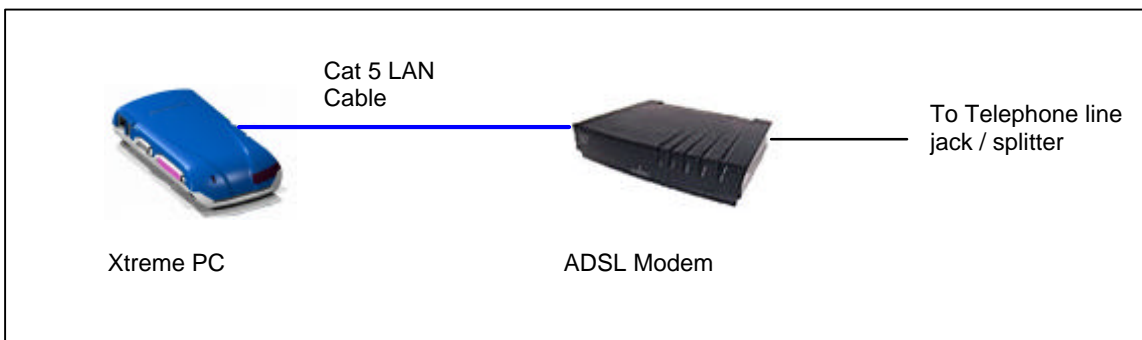 Cat 5 LAN
Cable
To Telephone line
jack / splitter
Xtreme PC
ADSL Modem